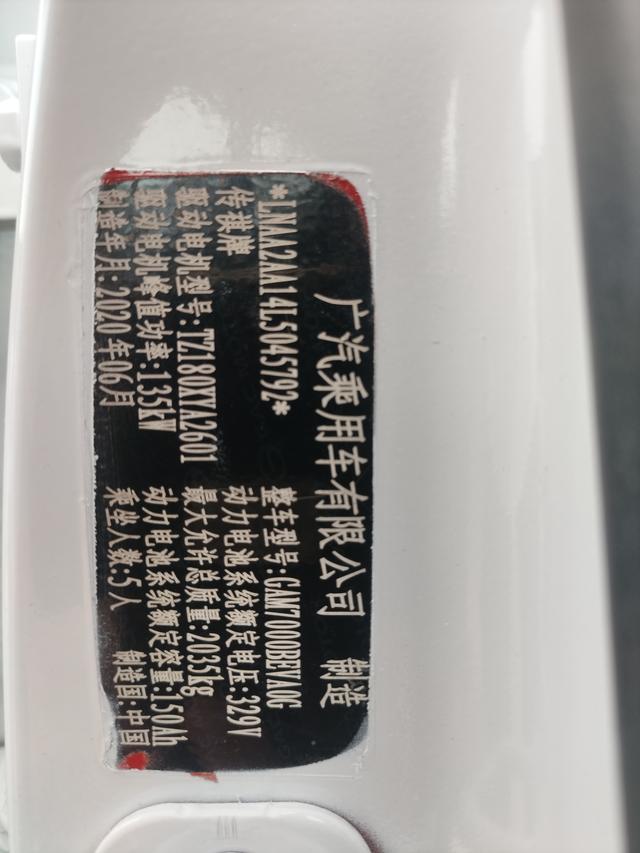 广汽乘用车有限公司 制造
*LNAA2AA14L5045792* 整车型号:GAM7000BEVA0G
传祺牌 动力电池系统额定电压:329V
驱动电机型号:TZ180XYA2601 最大允许总质量:2035kg
驱动电机峰值功率:135kW 动力电池系统额定容量:150Ah
制造年月:2020年06月 乘坐人数:5人 制造国:中国